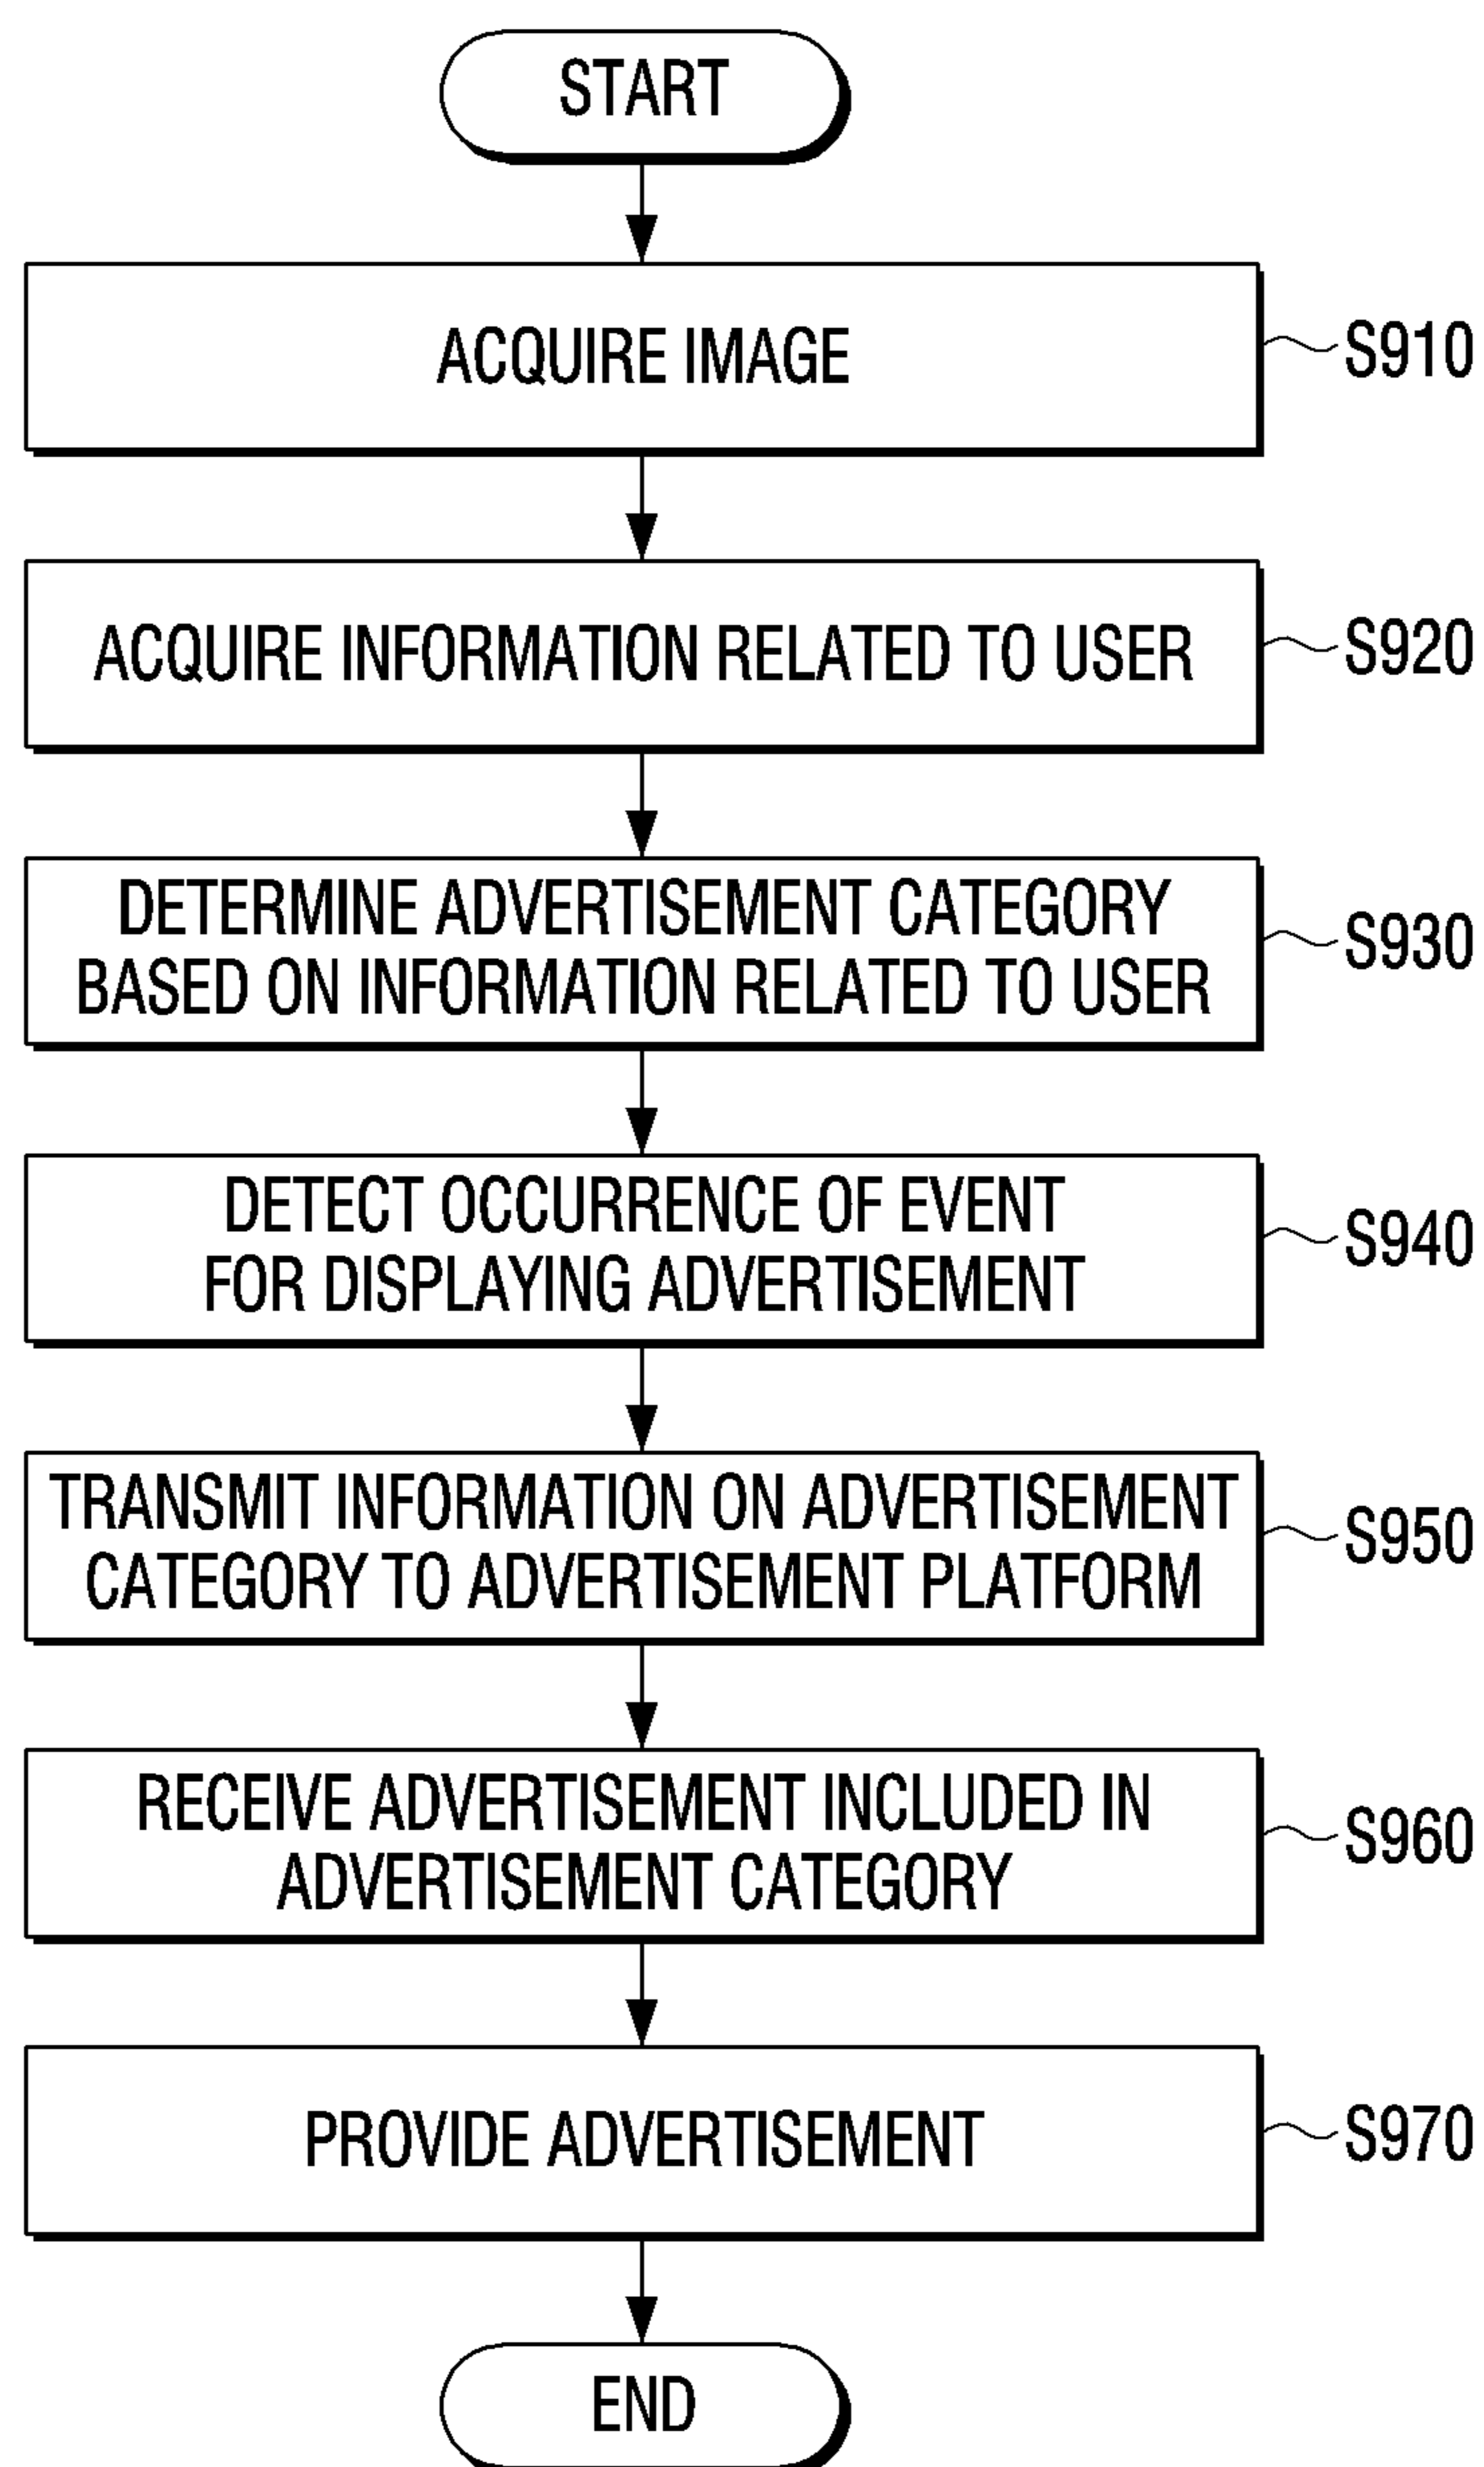 START
ACQUIRE IMAGE
S910
ACQUIRE INFORMATION RELATED TO USER
S920
DETERMINE ADVERTISEMENT CATEGORY
BASED ON INFORMATION RELATED TO USER
S930
DETECT OCCURRENCE OF EVENT
FOR DISPLAYING ADVERTISEMENT
S940
TRANSMIT INFORMATION ON ADVERTISEMENT
CATEGORY TO ADVERTISEMENT PLATFORM
S950
RECEIVE ADVERTISEMENT INCLUDED IN
ADVERTISEMENT CATEGORY
S960
PROVIDE ADVERTISEMENT
S970
END